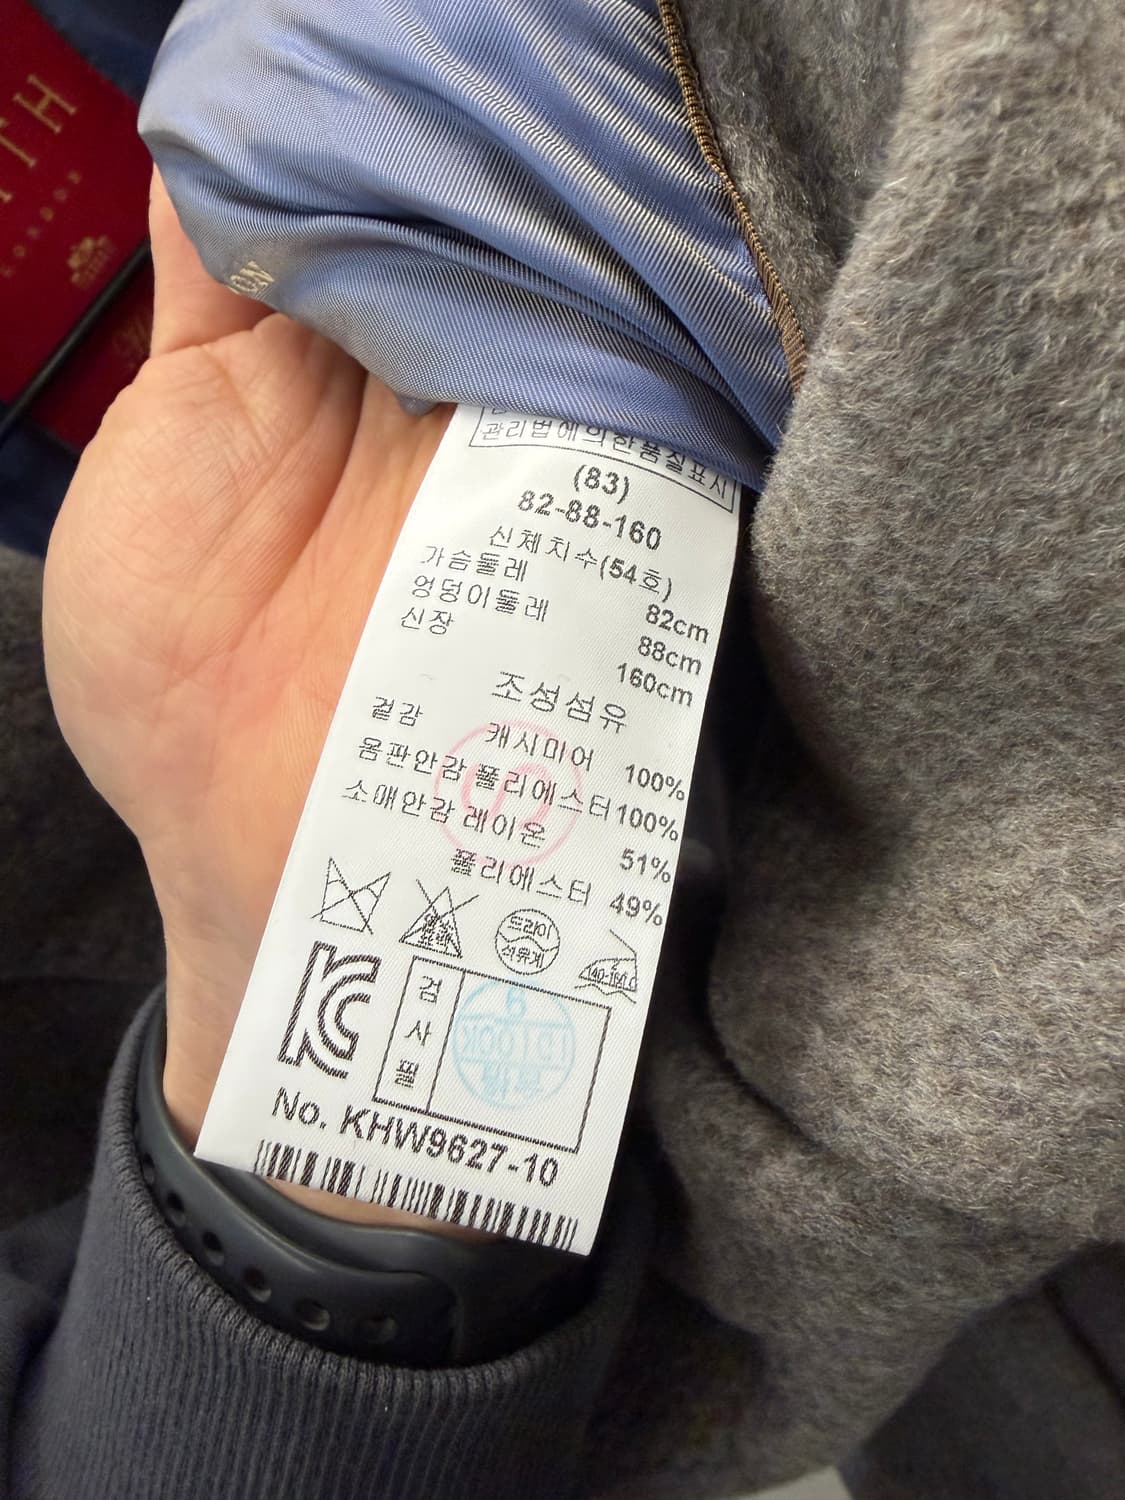 TH
LONDON
관리법에의한품질표시
(83)
82-88-160
신체치수(54호)
가슴둘레 82cm
엉덩이둘레 88cm
신장 160cm
조성섬유
겉감 캐시미어 100%
몸판안감 폴리에스터 100%
소매안감 레이온 51%
폴리에스터 49%
드라이
석유계
140-160℃
KC
검사필
No. KHW9627-10